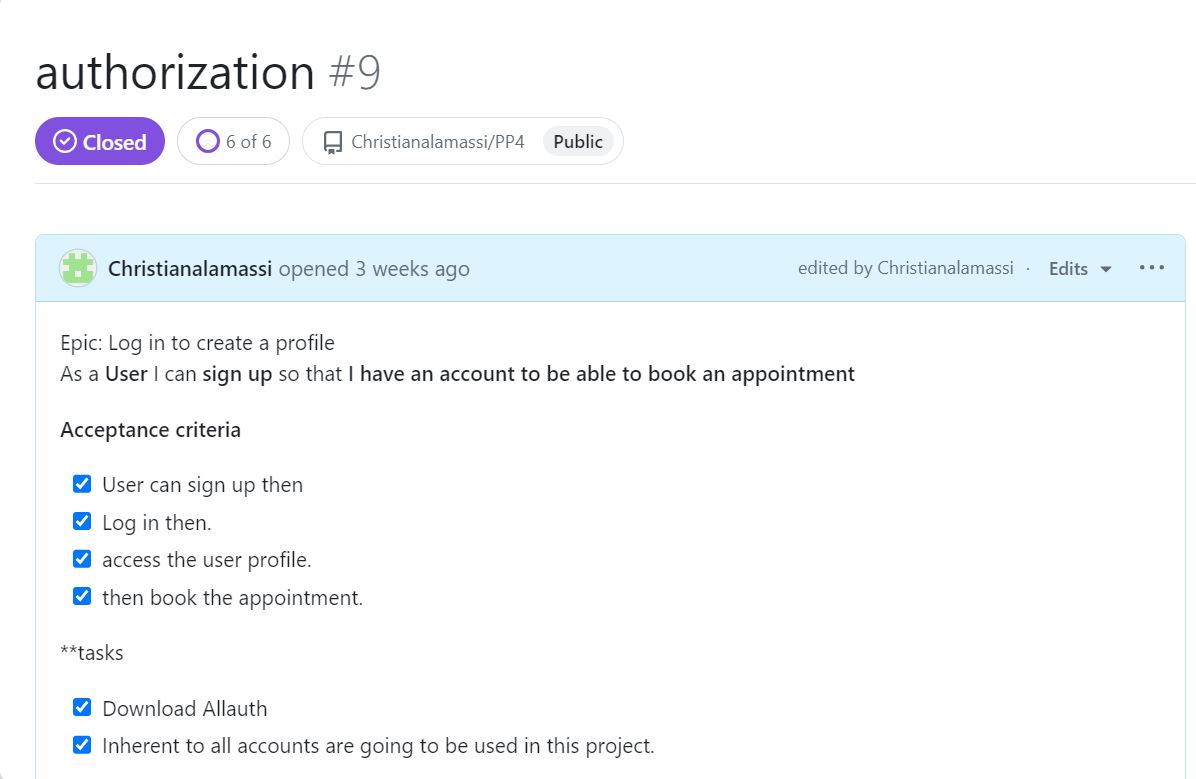 authorization #9
Closed 6 of 6 Christianalamassi/PP4 Public
Christianalamassi opened 3 weeks ago edited by Christianalamassi · Edits ...
Epic: Log in to create a profile
As a User I can sign up so that I have an account to be able to book an appointment
Acceptance criteria
User can sign up then
Log in then.
access the user profile.
then book the appointment.
**tasks
Download Allauth
Inherent to all accounts are going to be used in this project.